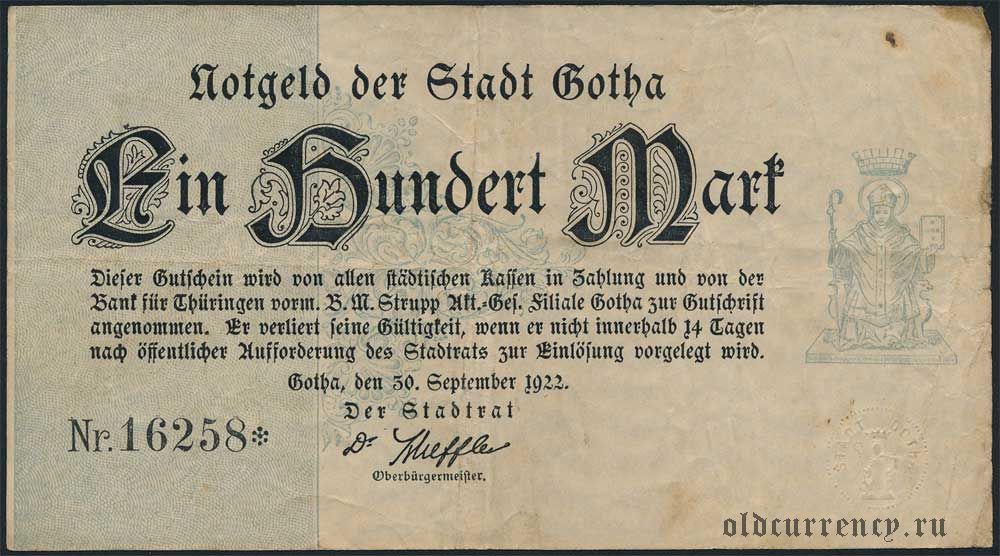 Notgeld der Stadt Gotha
Ein Hundert Mark
Dieser Gutschein wird von allen städtischen Kassen in Zahlung und von der
Bank für Thüringen vorm. B. M. Strupp Akt.-Ges. Filiale Gotha zur Gutschrift
angenommen. Er verliert seine Gültigkeit, wenn er nicht innerhalb 14 Tagen
nach öffentlicher Aufforderung des Stadtrats zur Einlösung vorgelegt wird.
Gotha, den 30. September 1922.
Der Stadtrat
Nr. 16258*
Dr
Oberbürgermeister.
oldcurrency.ru